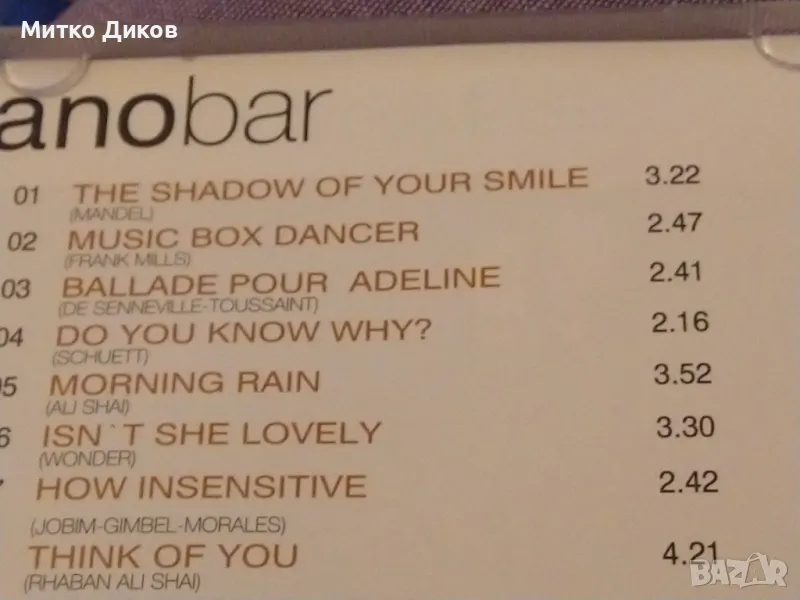 Митко Диков
anobar
01 THE SHADOW OF YOUR SMILE 3.22
(MANDEL)
02 MUSIC BOX DANCER 2.47
(FRANK MILLS)
03 BALLADE POUR ADELINE 2.41
(DE SENNEVILLE-TOUSSAINT)
04 DO YOU KNOW WHY? 2.16
(SCHUETT)
05 MORNING RAIN 3.52
(ALI SHAI)
6 ISN`T SHE LOVELY 3.30
(WONDER)
HOW INSENSITIVE 2.42
(JOBIM-GIMBEL-MORALES)
THINK OF YOU 4.21
(RHABAN ALI SHAI)
BAZAR